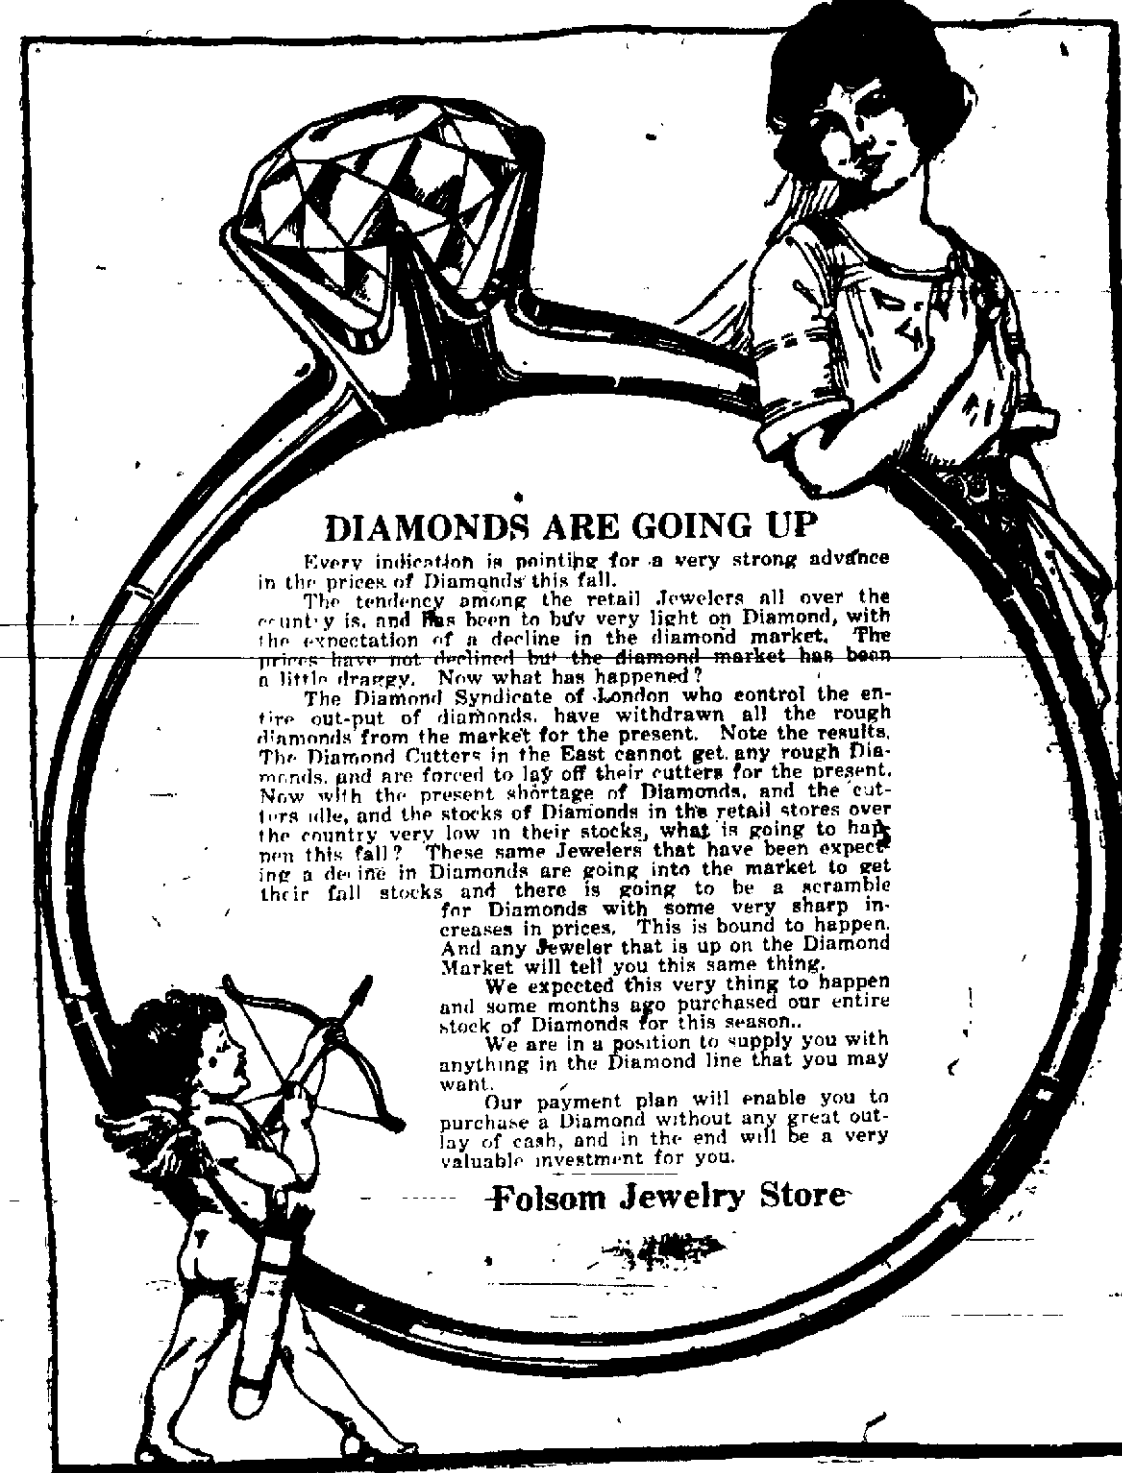 DIAMONDS ARE GOING UP
Every indication is pointing for a very strong advance
in the prices of Diamonds this fall.
The tendency among the retail Jewelers all over the
country is, and has been to buy very light on Diamond, with
the expectation of a decline in the diamond market. The
prices have not declined but the diamond market has been
a little draggy. Now what has happened?
The Diamond Syndicate of London who control the en-
tire out-put of diamonds, have withdrawn all the rough
diamonds from the market for the present. Note the results.
The Diamond Cutters in the East cannot get any rough Dia-
monds, and are forced to lay off their cutters for the present.
Now with the present shortage of Diamonds, and the cut-
ters idle, and the stocks of Diamonds in the retail stores over
the country very low in their stocks, what is going to hap-
pen this fall? These same Jewelers that have been expect-
ing a decline in Diamonds are going into the market to get
their fall stocks and there is going to be a scramble
for Diamonds with some very sharp in-
creases in prices. This is bound to happen.
And any Jeweler that is up on the Diamond
Market will tell you this same thing.
We expected this very thing to happen
and some months ago purchased our entire
stock of Diamonds for this season..
We are in a position to supply you with
anything in the Diamond line that you may
want.
Our payment plan will enable you to
purchase a Diamond without any great out-
lay of cash, and in the end will be a very
valuable investment for you.
Folsom Jewelry Store